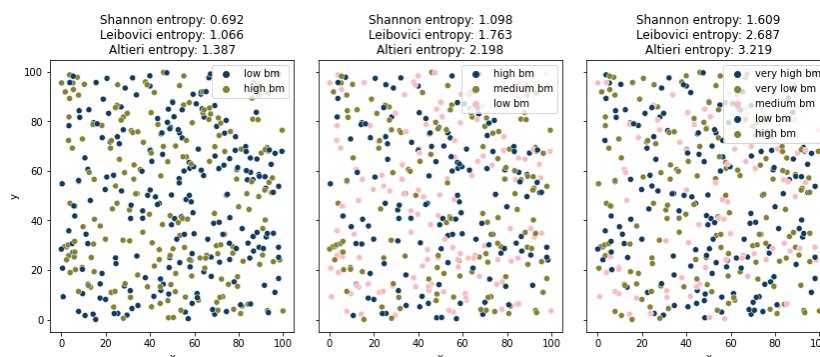 Shannon entropy: 0.692
Leibovici entropy: 1.066
Altieri entropy: 1.387
low bm
high bm
100
80
60
40
20
0
y
0 20 40 60 80 100
Shannon entropy: 1.098
Leibovici entropy: 1.763
Altieri entropy: 2.198
high bm
medium bm
low bm
0 20 40 60 80 100
Shannon entropy: 1.609
Leibovici entropy: 2.687
Altieri entropy: 3.219
very high bm
very low bm
medium bm
low bm
high bm
0 20 40 60 80